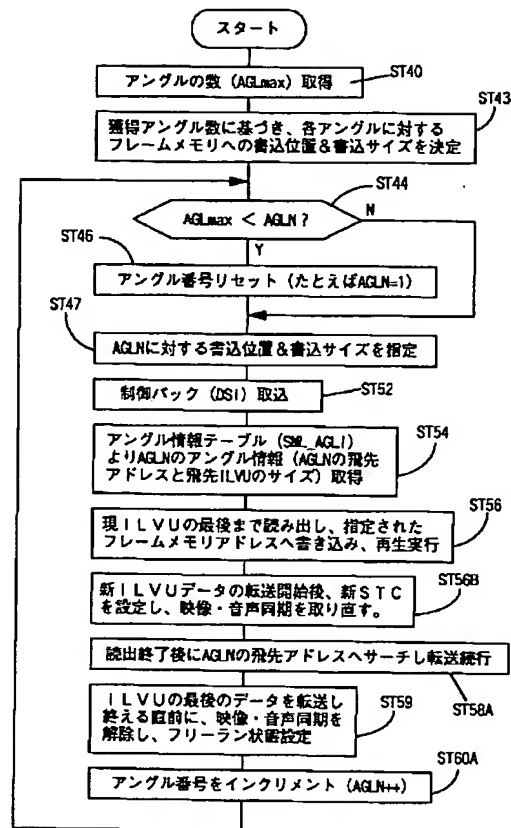 スタート
アングルの数（AGLmax）取得
ST40
獲得アングル数に基づき、各アングルに対する
フレームメモリへの書込位置＆書込サイズを決定
ST43
ST44
AGLmax < AGLN？
N
Y
ST46
アングル番号リセット（たとえばAGLN=1）
ST47
AGLNに対する書込位置＆書込サイズを指定
制御パック（DSI）取込
ST52
アングル情報テーブル（SML_AGLI）
よりAGLNのアングル情報（AGLNの飛先
アドレスと飛先ILVUのサイズ）取得
ST54
現ＩＬＶＵの最後まで読み出し、指定された
フレームメモリアドレスへ書き込み、再生実行
ST56
新ＩＬＶＵデータの転送開始後、新ＳＴＣ
を設定し、映像・音声同期を取り直す。
ST56B
読出終了後にAGLNの飛先アドレスへサーチし転送続行
ST58A
ＩＬＶＵの最後のデータを転送し
終える直前に、映像・音声同期を
解除し、フリーラン状態設定
ST59
アングル番号をインクリメント（AGLN++）
ST60A